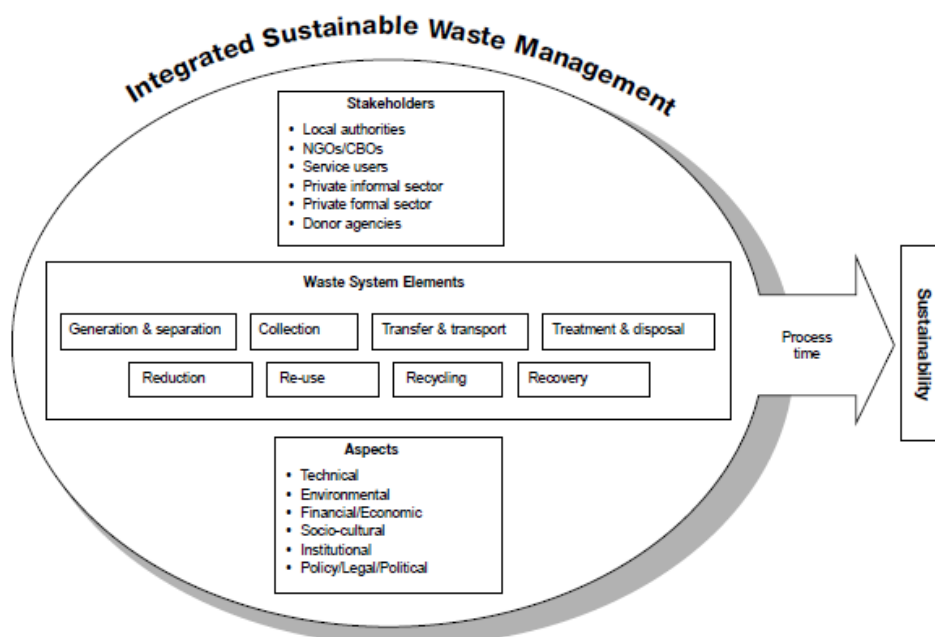 Integrated Sustainable Waste Management
Stakeholders
• Local authorities
• NGOs/CBOs
• Service users
• Private informal sector
• Private formal sector
• Donor agencies
Waste System Elements
Generation & separation
Collection
Transfer & transport
Treatment & disposal
Reduction
Re-use
Recycling
Recovery
Aspects
• Technical
• Environmental
• Financial/Economic
• Socio-cultural
• Institutional
• Policy/Legal/Political
Process
time
Sustainability